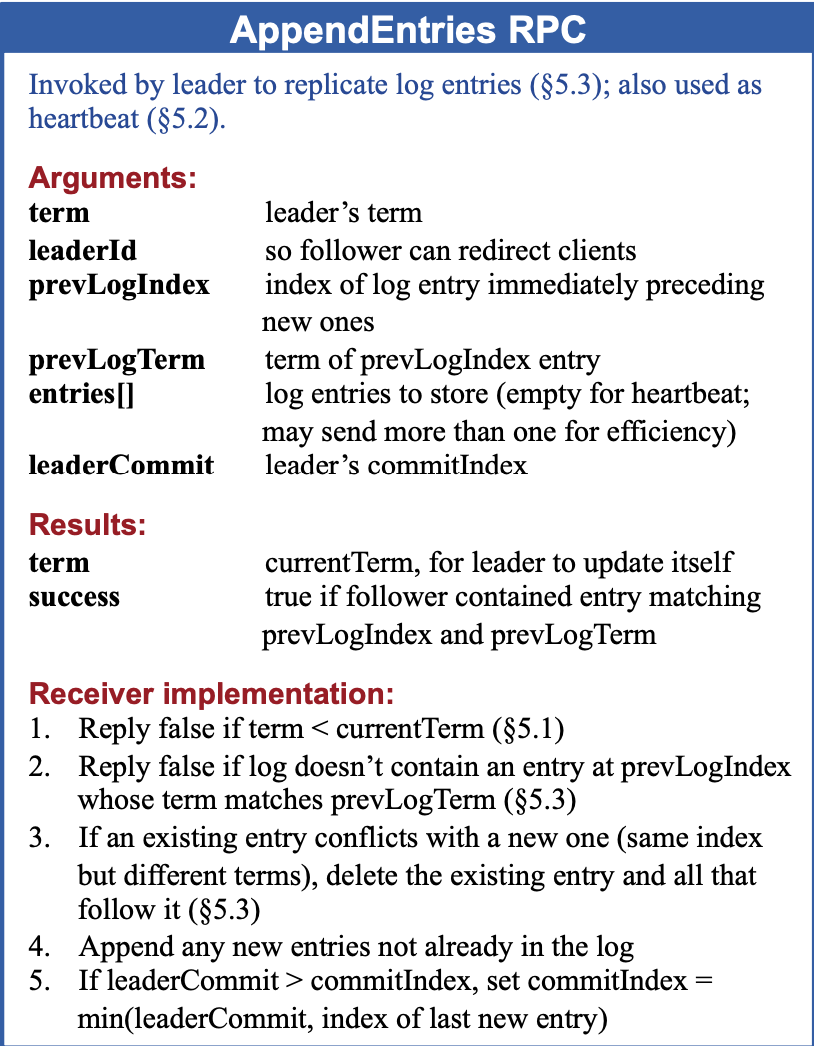 AppendEntries RPC
Invoked by leader to replicate log entries (§5.3); also used as
heartbeat (§5.2).
Arguments:
term leader’s term
leaderId so follower can redirect clients
prevLogIndex index of log entry immediately preceding
new ones
prevLogTerm term of prevLogIndex entry
entries[] log entries to store (empty for heartbeat;
may send more than one for efficiency)
leaderCommit leader’s commitIndex
Results:
term currentTerm, for leader to update itself
success true if follower contained entry matching
prevLogIndex and prevLogTerm
Receiver implementation:
1. Reply false if term < currentTerm (§5.1)
2. Reply false if log doesn’t contain an entry at prevLogIndex
whose term matches prevLogTerm (§5.3)
3. If an existing entry conflicts with a new one (same index
but different terms), delete the existing entry and all that
follow it (§5.3)
4. Append any new entries not already in the log
5. If leaderCommit > commitIndex, set commitIndex =
min(leaderCommit, index of last new entry)